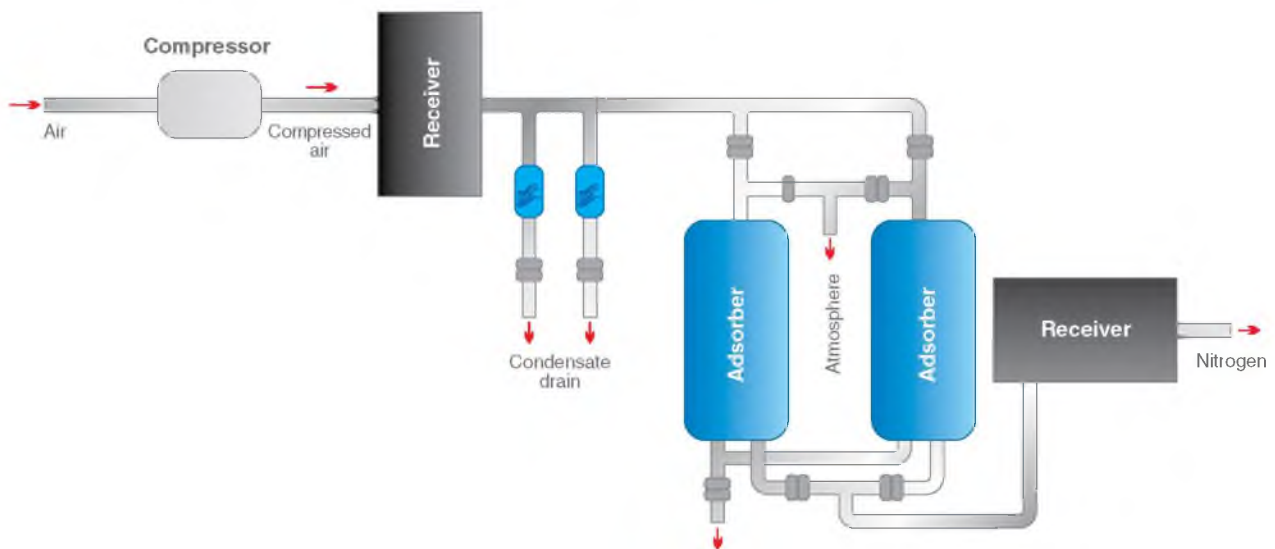 Compressor
Air
Compressed
air
Receiver
Condensate
drain
Adsorber
Atmosphere
Adsorber
Receiver
Nitrogen